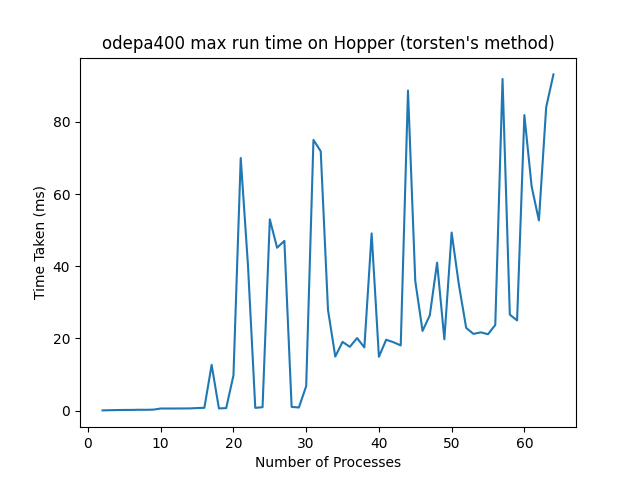 odepa400 max run time on Hopper (torsten's method)
80
60
40
20
0
Time Taken (ms)
0 10 20 30 40 50 60
Number of Processes